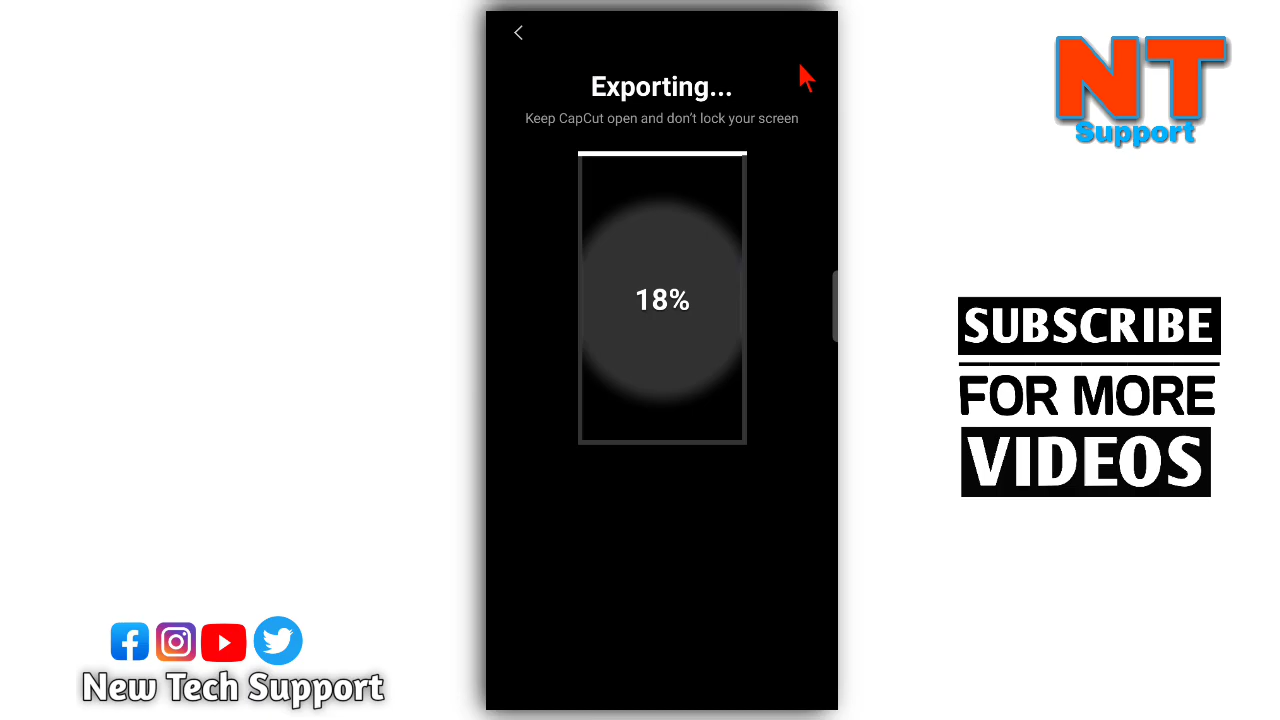 Exporting...
Keep CapCut open and don't lock your screen
18%
NT
Support
SUBSCRIBE
FOR MORE
VIDEOS
New Tech Support